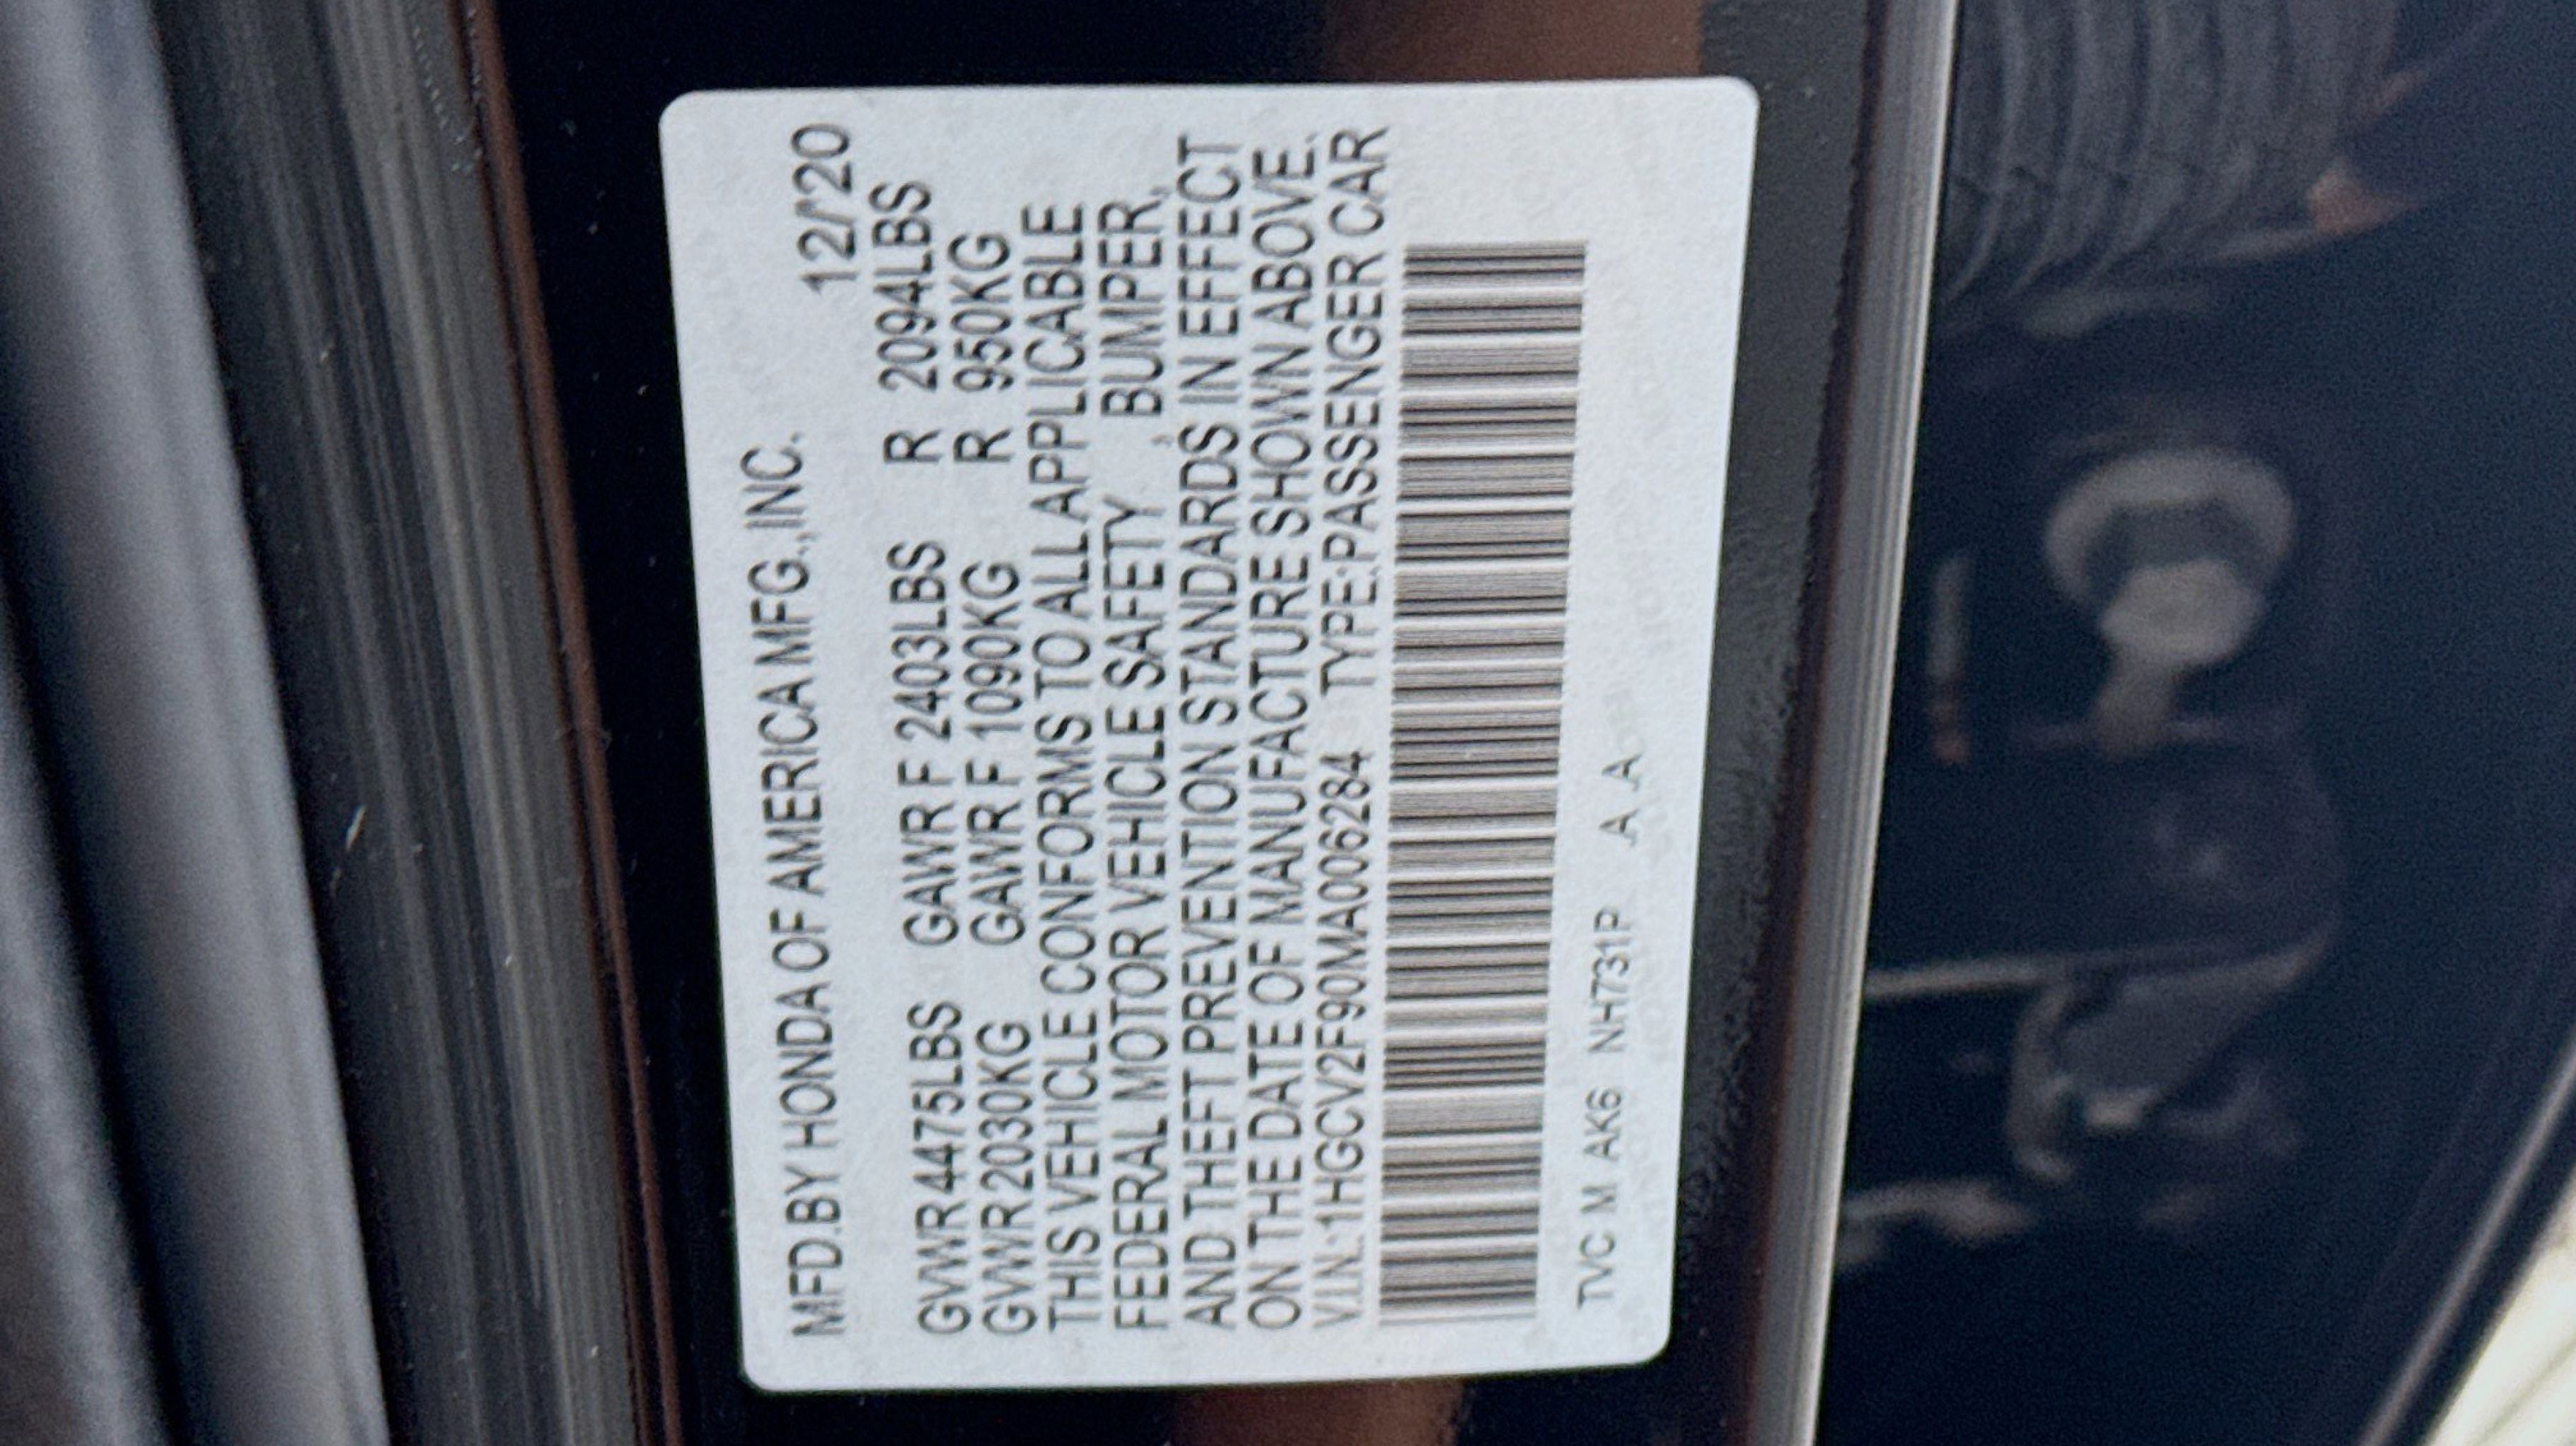 MFD.BY HONDA OF AMERICA MFG.,INC. 12/'20
GVWR 4475LBS GAWR F 2403LBS R 2094LBS
GVWR 2030KG GAWR F 1090KG R 950KG
THIS VEHICLE CONFORMS TO ALL APPLICABLE
FEDERAL MOTOR VEHICLE SAFETY , BUMPER,
AND THEFT PREVENTION STANDARDS IN EFFECT
ON THE DATE OF MANUFACTURE SHOWN ABOVE.
V.I.N.:1HGCV2F90MA006284 TYPE:PASSENGER CAR
TVC M AK6 NH731P A A